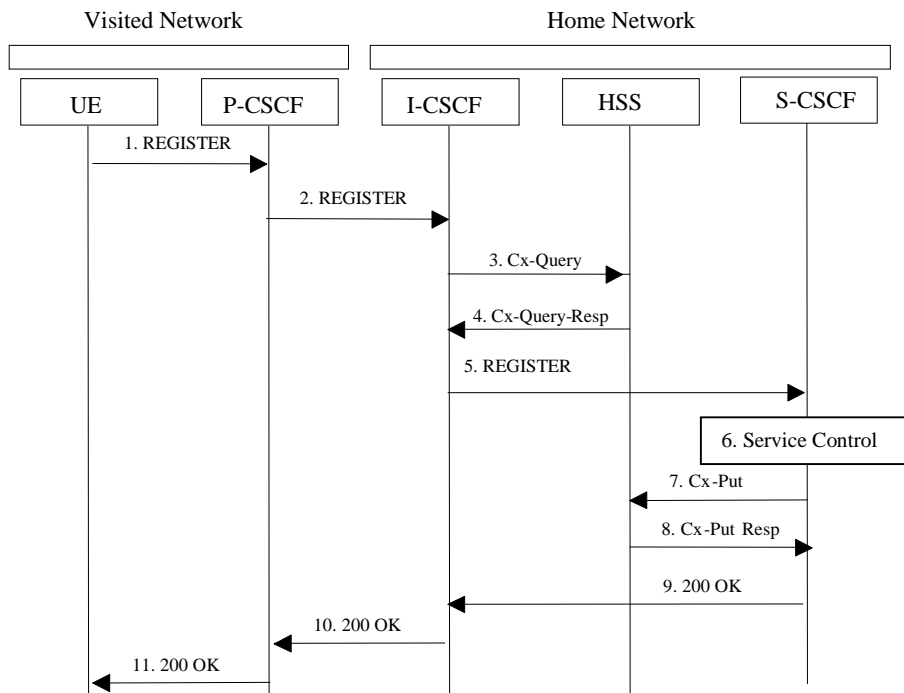 Visited Network
Home Network
UE
P-CSCF
I-CSCF
HSS
S-CSCF
1. REGISTER
2. REGISTER
3. Cx-Query
4. Cx-Query-Resp
5. REGISTER
6. Service Control
7. Cx-Put
8. Cx-Put Resp
9. 200 OK
10. 200 OK
11. 200 OK